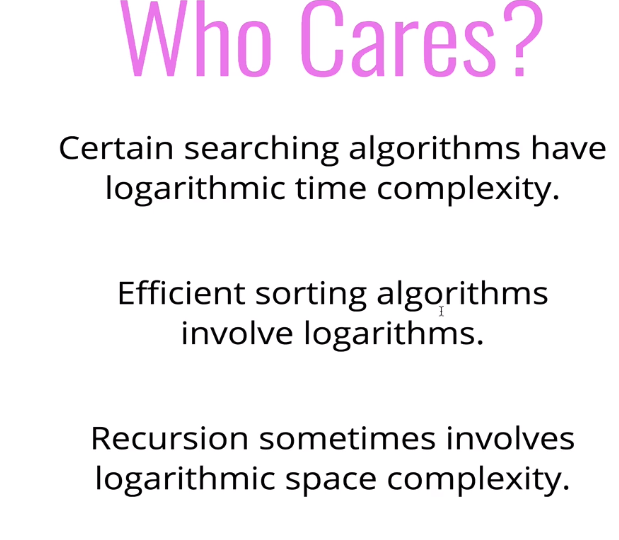 Who Cares?
Certain searching algorithms have
logarithmic time complexity.
Efficient sorting algorithms
involve logarithms.
Recursion sometimes involves
logarithmic space complexity.